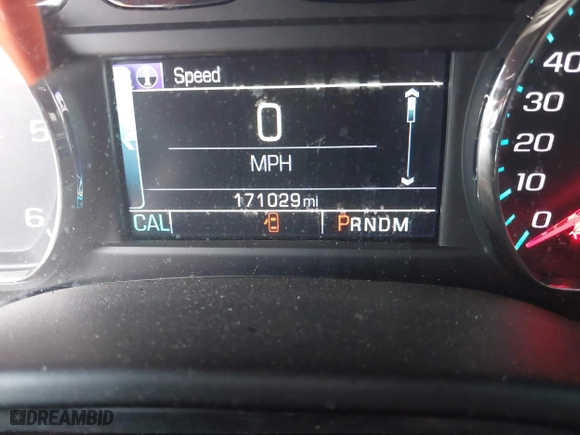 Speed
0
MPH
171029 mi
CAL
PRNDM
5
6
40
30
20
10
0
DREAMBID